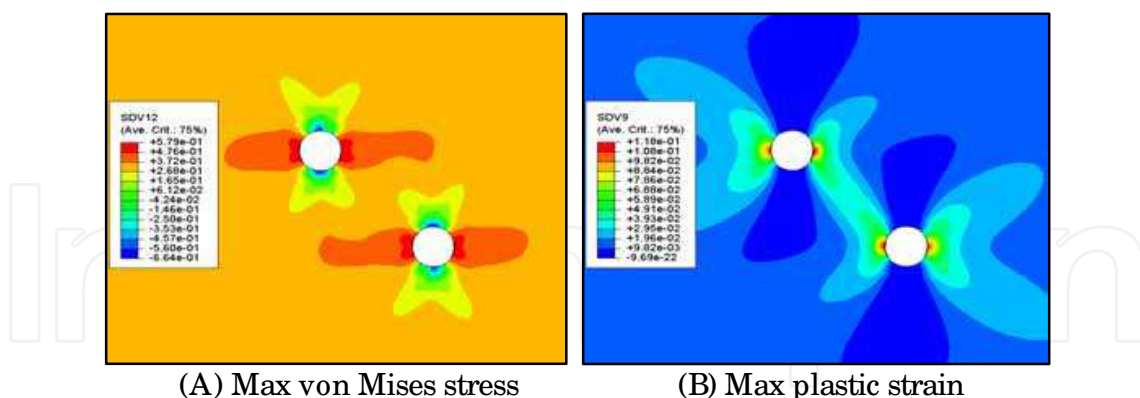 SDV12
(Ave. Crit.: 75%)
+5.79e-01
+4.76e-01
+3.72e-01
+2.68e-01
+1.65e-01
+6.12e-02
-4.24e-02
-1.46e-01
-2.50e-01
-3.53e-01
-4.57e-01
-5.60e-01
-6.64e-01
SDV9
(Ave. Crit.: 75%)
+1.18e-01
+1.08e-01
+9.82e-02
+8.84e-02
+7.86e-02
+6.88e-02
+5.89e-02
+4.91e-02
+3.93e-02
+2.95e-02
+1.96e-02
+9.82e-03
-9.69e-22
(A) Max von Mises stress
(B) Max plastic strain